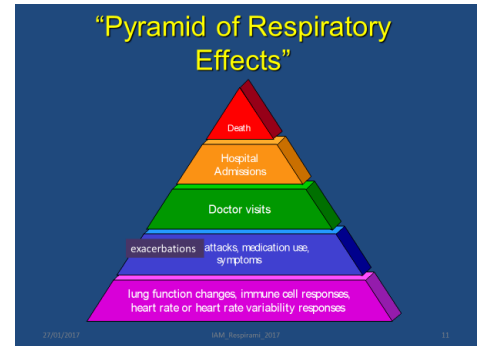 “Pyramid of Respiratory
Effects”
Death
Hospital
Admissions
Doctor visits
exacerbations attacks, medication use,
symptoms
lung function changes, immune cell responses,
heart rate or heart rate variability responses
27/01/2017 IAM_Respirami_2017 11